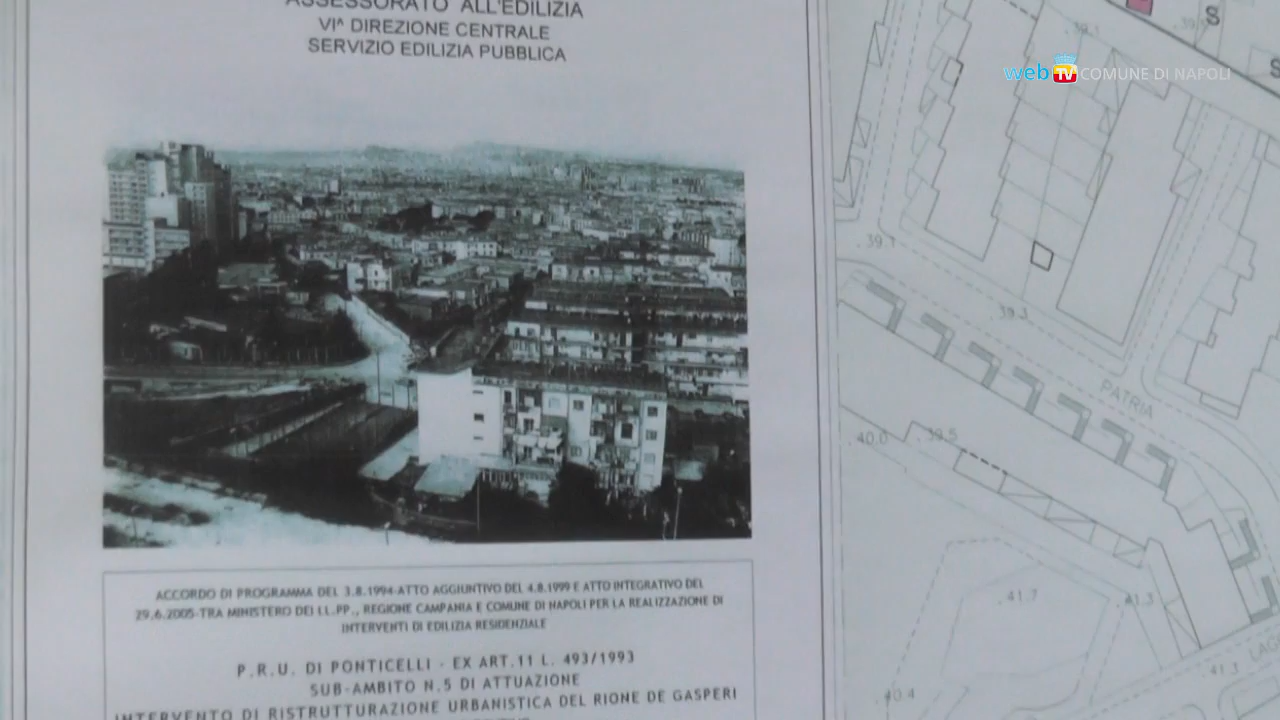 ASSESSORATO ALL'EDILIZIA
VIᴬ DIREZIONE CENTRALE
SERVIZIO EDILIZIA PUBBLICA
web TV COMUNE DI NAPOLI
ACCORDO DI PROGRAMMA DEL 3.8.1994-ATTO AGGIUNTIVO DEL 4.8.1999 E ATTO INTEGRATIVO DEL
29.6.2005-TRA MINISTERO DEI LL.PP., REGIONE CAMPANIA E COMUNE DI NAPOLI PER LA REALIZZAZIONE DI
INTERVENTI DI EDILIZIA RESIDENZIALE
P.R.U. DI PONTICELLI - EX ART.11 L. 493/1993
SUB-AMBITO N.5 DI ATTUAZIONE
INTERVENTO DI RISTRUTTURAZIONE URBANISTICA DEL RIONE DE GASPERI
S
S
39.1
39.1
39.3
PATRIA
40.0
39.5
41.7
41.3
41.3
40.4